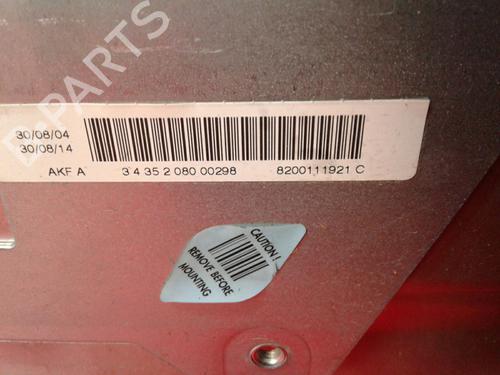 B-PARTS
30/08/04
30/08/14
AKF A 3 4 35 2 080 00298 8200111921 C
CAUTION !
REMOVE BEFORE
MOUNTING